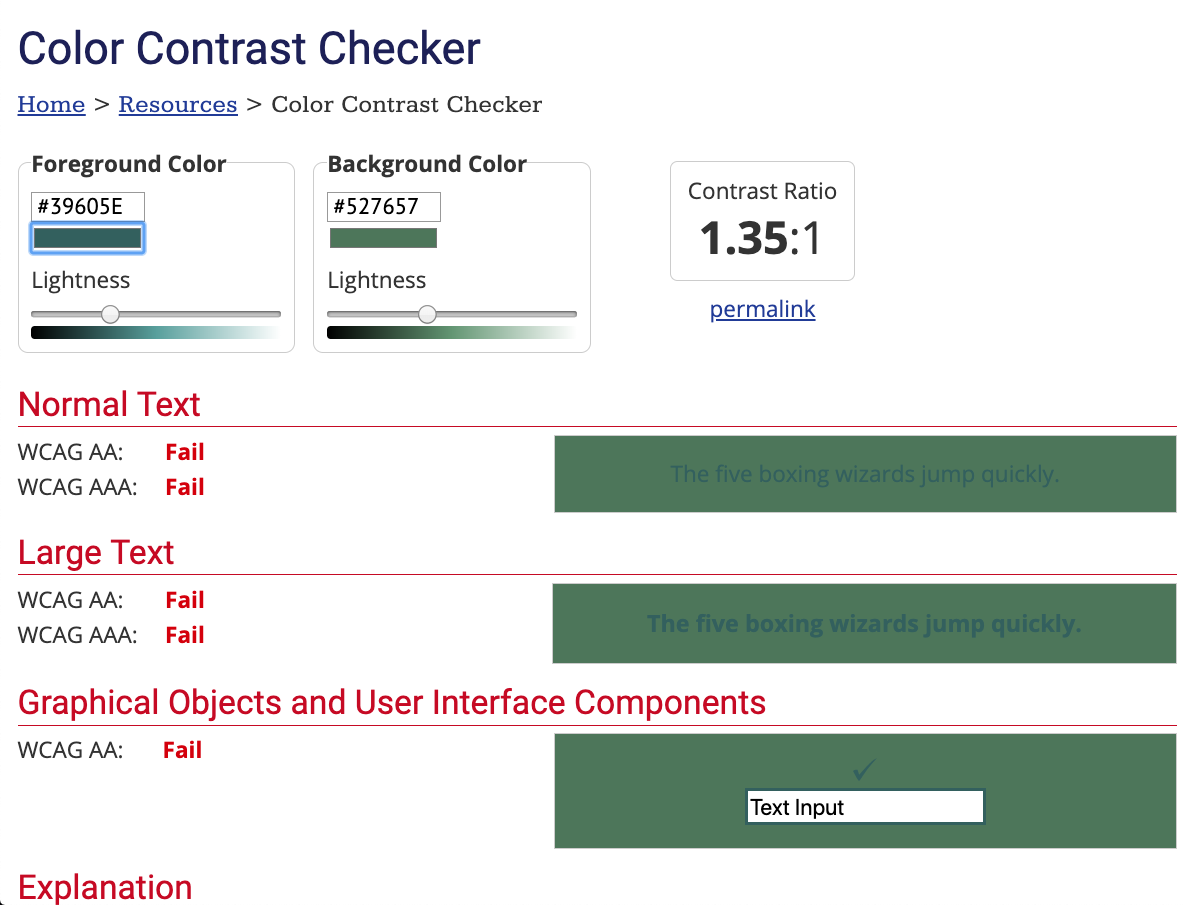 Color Contrast Checker
Home > Resources > Color Contrast Checker
Foreground Color
#39605E
Lightness
Background Color
#527657
Lightness
Contrast Ratio
1.35:1
permalink
Normal Text
WCAG AA: Fail
WCAG AAA: Fail
The five boxing wizards jump quickly.
Large Text
WCAG AA: Fail
WCAG AAA: Fail
The five boxing wizards jump quickly.
Graphical Objects and User Interface Components
WCAG AA: Fail
✓
Text Input
Explanation